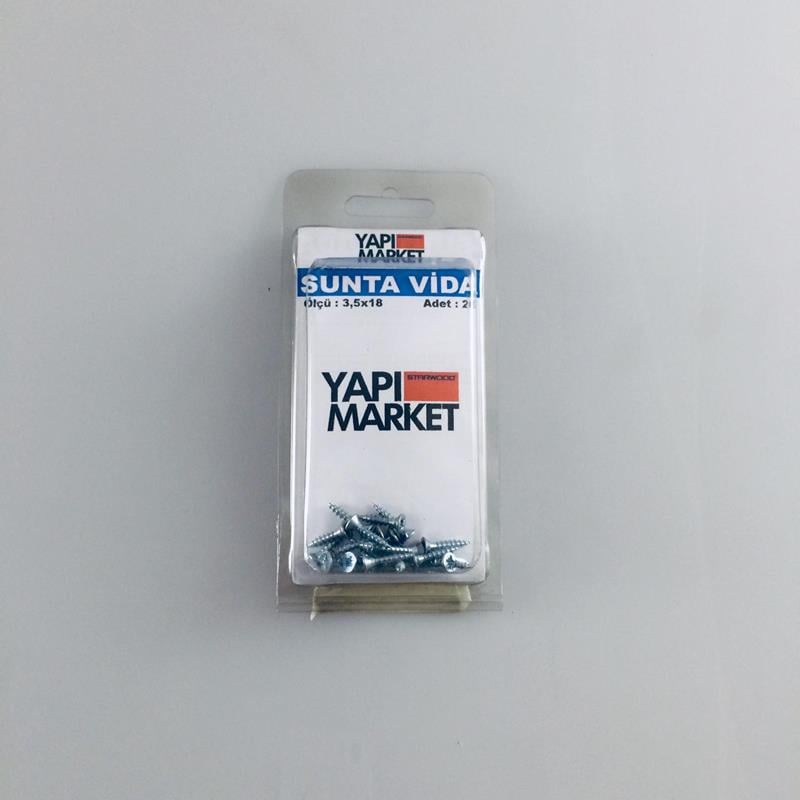 YAPI
MARKET
SUNTA VİDA
Ölçü : 3,5x18 Adet :
YAPI STARWOOD
MARKET